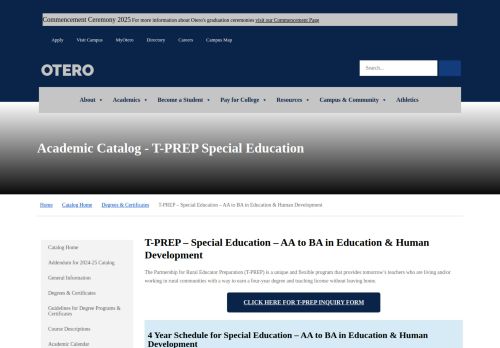 Commencement Ceremony 2025 For more information about Otero's graduation ceremonies visit our Commencement Page
Apply Visit Campus MyOtero Directory Careers Campus Map
OTERO
Search...
About Academics Become a Student Pay for College Resources Campus & Community Athletics
Academic Catalog - T-PREP Special Education
Home Catalog Home Degrees & Certificates T-PREP – Special Education – AA to BA in Education & Human Development
Catalog Home
Addendum for 2024-25 Catalog
General Information
Degrees & Certificates
Guidelines for Degree Programs &
Certificates
Course Descriptions
Academic Calendar
T-PREP – Special Education – AA to BA in Education & Human
Development
The Partnership for Rural Educator Preparation (T-PREP) is a unique and flexible program that provides tomorrow's teachers who are living and/or
working in rural communities with a way to earn a four-year degree and teaching license without leaving home.
CLICK HERE FOR T-PREP INQUIRY FORM
4 Year Schedule for Special Education – AA to BA in Education & Human
Development